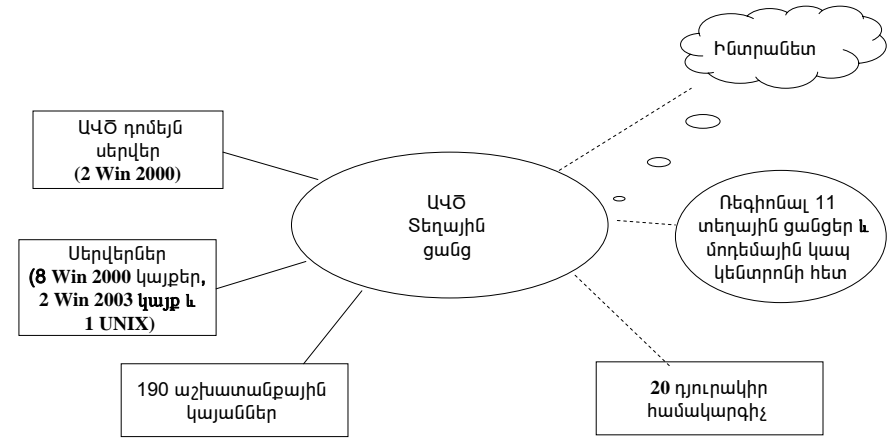 Ինտրանետ
ԱՎԾ դոմեյն
սերվեր
(2 Win 2000)
ԱՎԾ
Տեղային
ցանց
Ռեգիոնալ 11
տեղային ցանցեր և
մոդեմային կապ
կենտրոնի հետ
Սերվերներ
(8 Win 2000 կայքեր,
2 Win 2003 կայք և
1 UNIX)
190 աշխատանքային
կայաններ
20 դյուրակիր
համակարգիչ